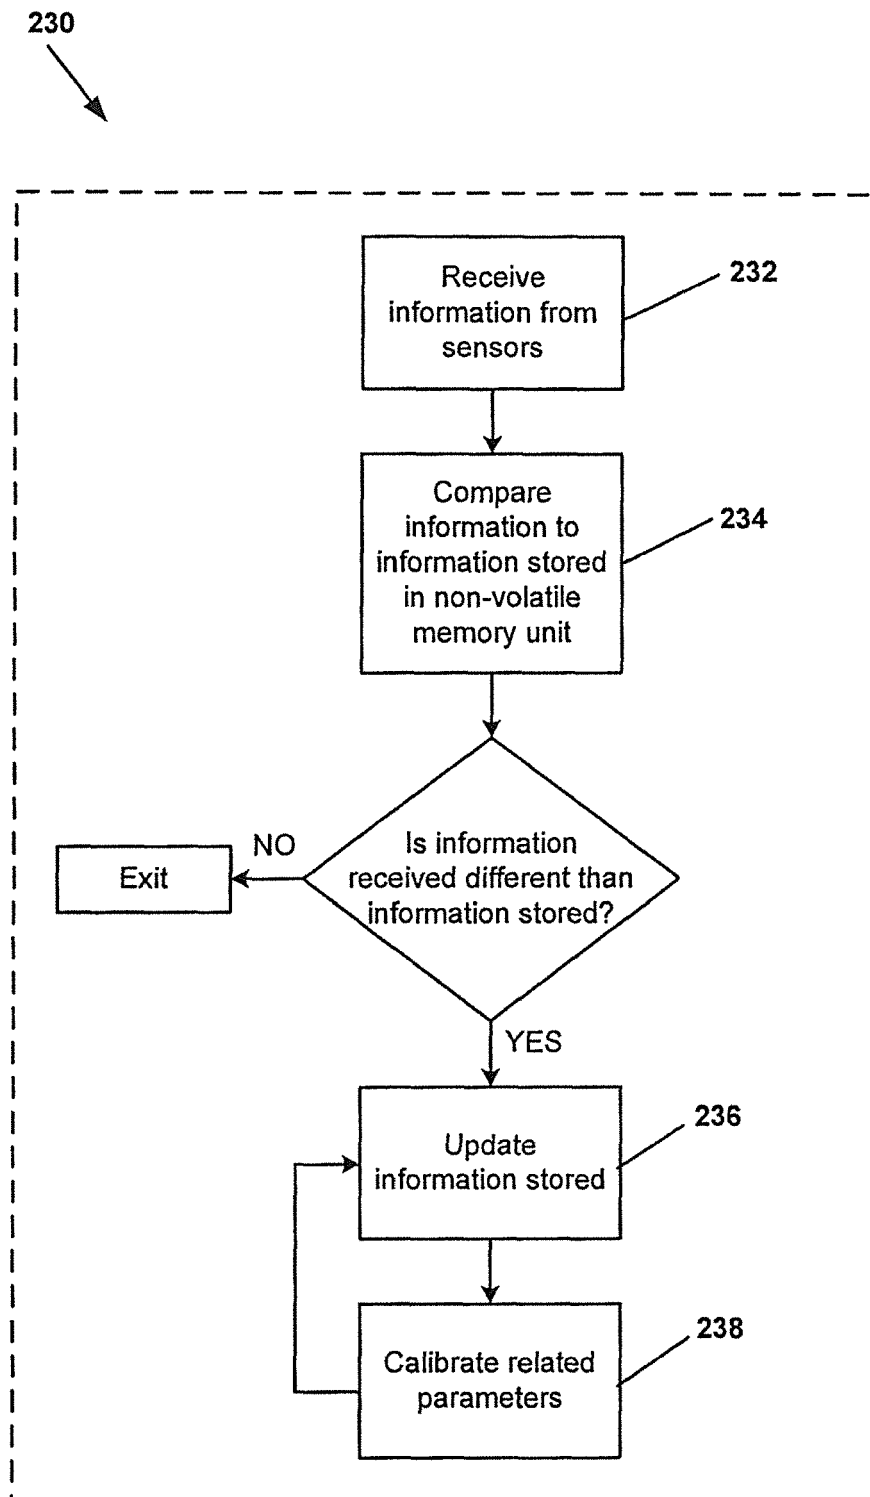 230
Receive
information from
sensors
232
Compare
information to
information stored
in non-volatile
memory unit
234
Is information
received different than
information stored?
NO
Exit
YES
Update
information stored
236
Calibrate related
parameters
238